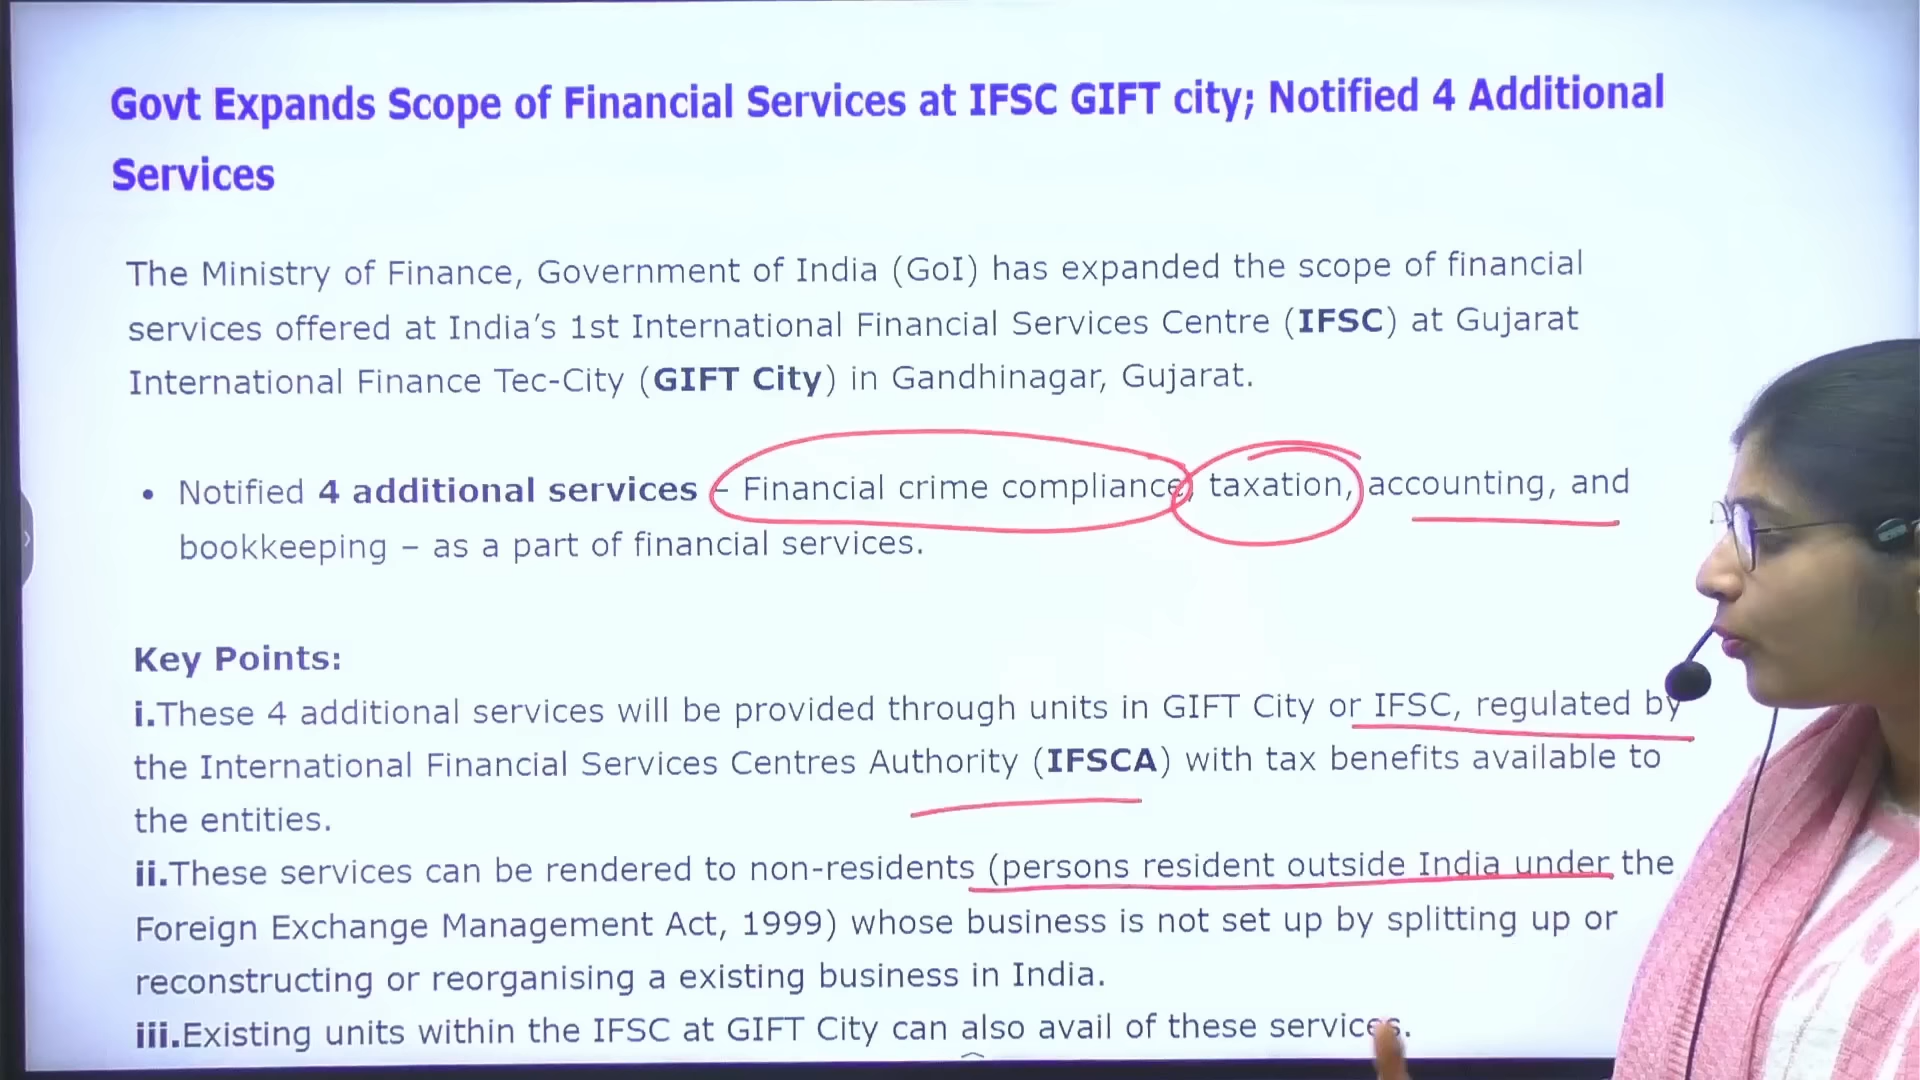 Govt Expands Scope of Financial Services at IFSC GIFT city; Notified 4 Additional
Services
The Ministry of Finance, Government of India (GoI) has expanded the scope of financial
services offered at India’s 1st International Financial Services Centre (IFSC) at Gujarat
International Finance Tec-City (GIFT City) in Gandhinagar, Gujarat.
• Notified 4 additional services – Financial crime compliance, taxation, accounting, and
bookkeeping – as a part of financial services.
Key Points:
i.These 4 additional services will be provided through units in GIFT City or IFSC, regulated by
the International Financial Services Centres Authority (IFSCA) with tax benefits available to
the entities.
ii.These services can be rendered to non-residents (persons resident outside India under the
Foreign Exchange Management Act, 1999) whose business is not set up by splitting up or
reconstructing or reorganising a existing business in India.
iii.Existing units within the IFSC at GIFT City can also avail of these services.